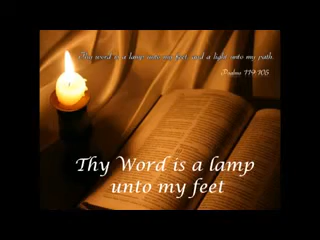 Thy word is a lamp unto my feet, and a light unto my path.
Psalms 119:105
Thy Word is a lamp
unto my feet